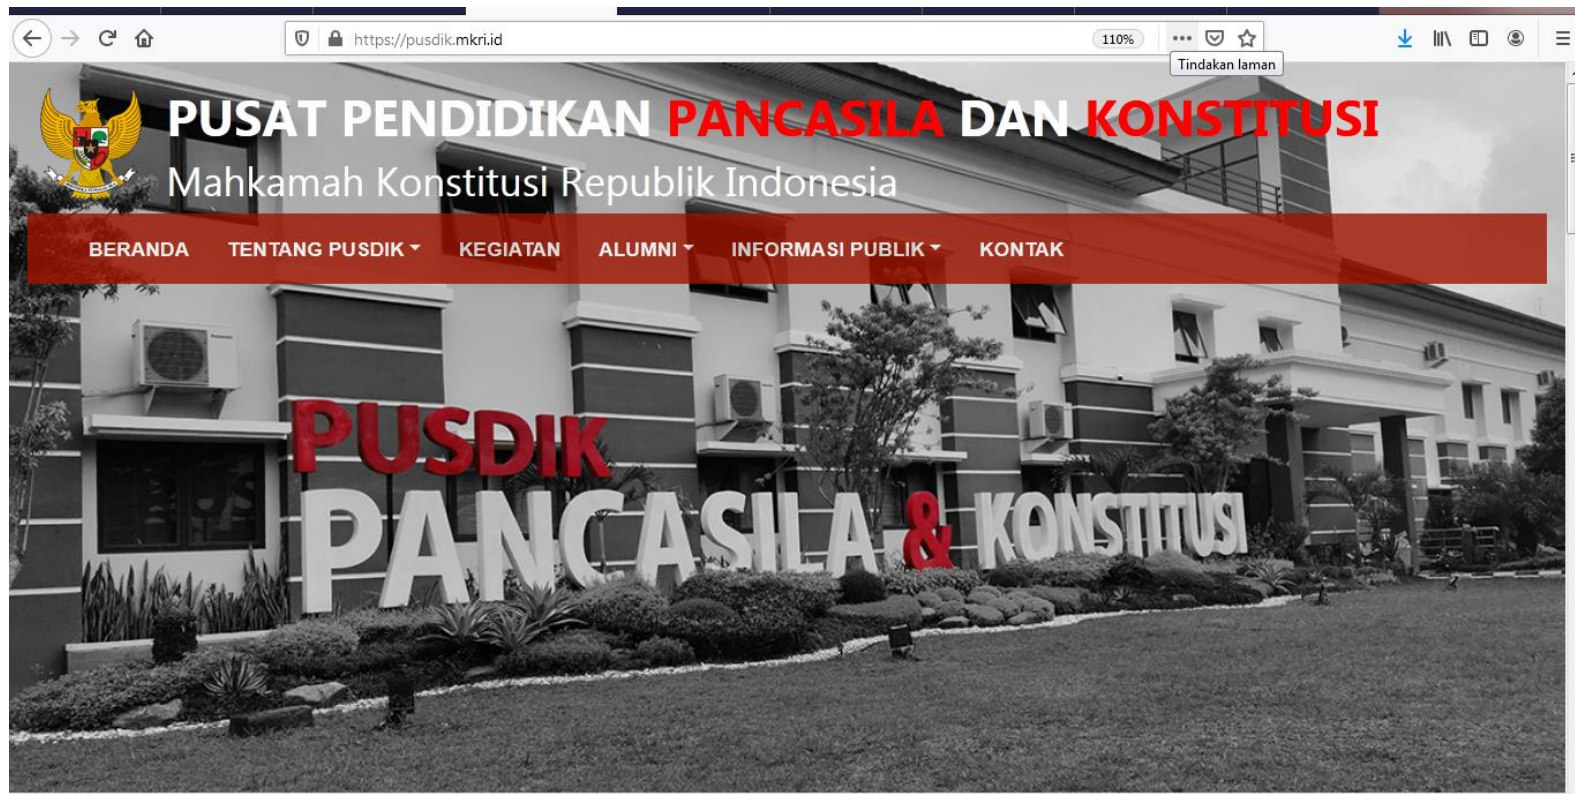 https://pusdik.mkri.id
110%
Tindakan laman
PUSAT PENDIDIKAN PANCASILA DAN KONSTITUSI
Mahkamah Konstitusi Republik Indonesia
BERANDA TENTANG PUSDIK KEGIATAN ALUMNI INFORMASI PUBLIK KONTAK
PUSDIK
PANCASILA & KONSTITUSI